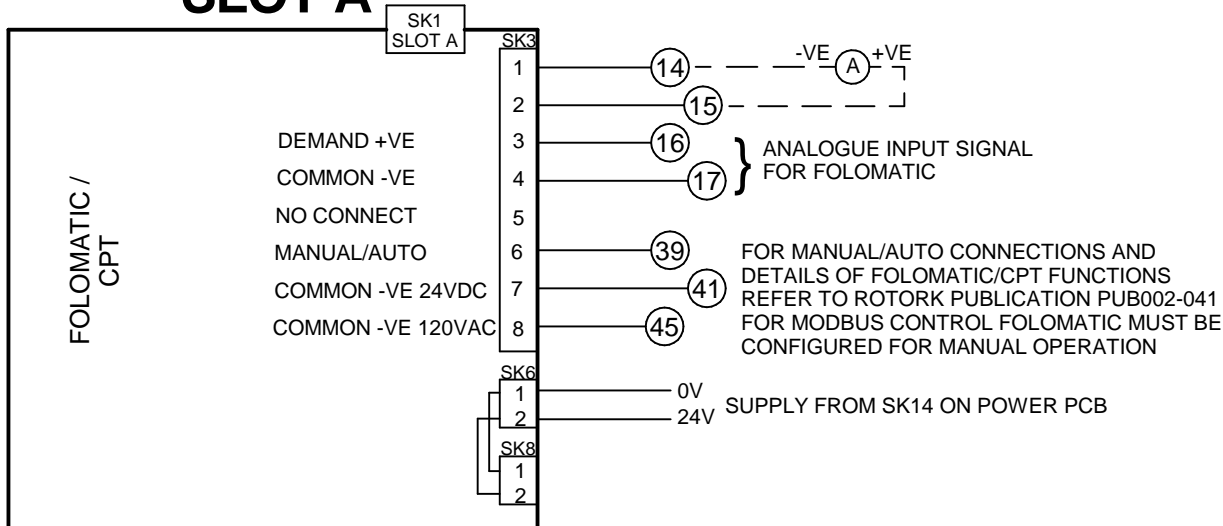 SLOT A
SK1
SLOT A
SK3
1 14 -VE A +VE
2 15
DEMAND +VE 3 16
COMMON -VE 4 17
} ANALOGUE INPUT SIGNAL
FOR FOLOMATIC
NO CONNECT 5
MANUAL/AUTO 6 39
COMMON -VE 24VDC 7 41
COMMON -VE 120VAC 8 45
FOR MANUAL/AUTO CONNECTIONS AND
DETAILS OF FOLOMATIC/CPT FUNCTIONS
REFER TO ROTORK PUBLICATION PUB002-041
FOR MODBUS CONTROL FOLOMATIC MUST BE
CONFIGURED FOR MANUAL OPERATION
FOLOMATIC /
CPT
SK6
1 0V
2 24V
SUPPLY FROM SK14 ON POWER PCB
SK8
1
2